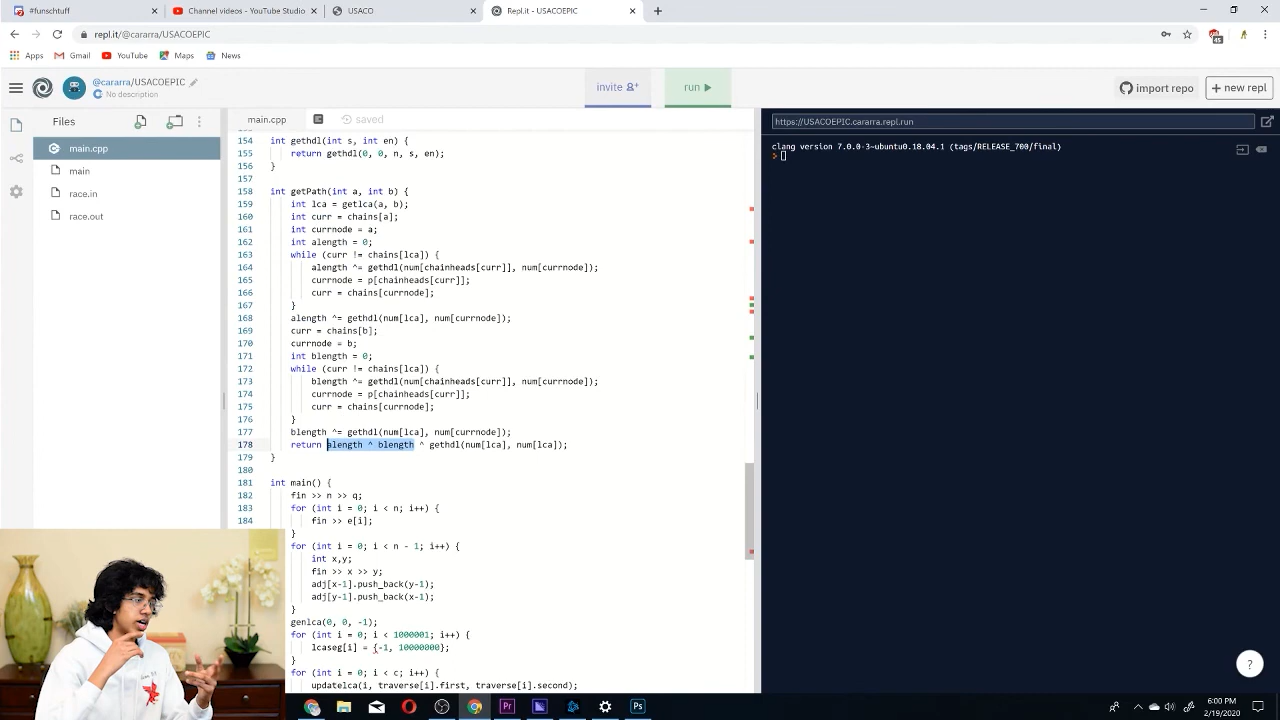 #funschtuff
Channel videos - YouTube Studio
USACO
Repl.it - USACOEPIC
repl.it/@cararra/USACOEPIC
45
Apps Gmail YouTube Maps News
@cararra/USACOEPIC
No description
invite
run
import repo
+ new repl
Files
main.cpp
main
race.in
race.out
main.cpp
saved
154 int gethdl(int s, int en) {
155 return gethdl(0, 0, n, s, en);
156 }
157
158 int getPath(int a, int b) {
159 int lca = getlca(a, b);
160 int curr = chains[a];
161 int currnode = a;
162 int alength = 0;
163 while (curr != chains[lca]) {
164 alength ^= gethdl(num[chainheads[curr]], num[currnode]);
165 currnode = p[chainheads[curr]];
166 curr = chains[currnode];
167 }
168 alength ^= gethdl(num[lca], num[currnode]);
169 curr = chains[b];
170 currnode = b;
171 int blength = 0;
172 while (curr != chains[lca]) {
173 blength ^= gethdl(num[chainheads[curr]], num[currnode]);
174 currnode = p[chainheads[curr]];
175 curr = chains[currnode];
176 }
177 blength ^= gethdl(num[lca], num[currnode]);
178 return alength ^ blength ^ gethdl(num[lca], num[lca]);
179 }
180
181 int main() {
182 fin >> n >> q;
183 for (int i = 0; i < n; i++) {
184 fin >> e[i];
}
for (int i = 0; i < n - 1; i++) {
int x,y;
fin >> x >> y;
adj[x-1].push_back(y-1);
adj[y-1].push_back(x-1);
}
genlca(0, 0, -1);
for (int i = 0; i < 1000001; i++) {
lcaseg[i] = {-1, 10000000};
}
for (int i = 0; i < c; i++) {
updatelca(i, traverse[i].first, traverse[i].second);
https://USACOEPIC.cararra.repl.run
clang version 7.0.0-3~ubuntu0.18.04.1 (tags/RELEASE_700/final)
>
?
Pr
Ps
6:00 PM
2/19/2020